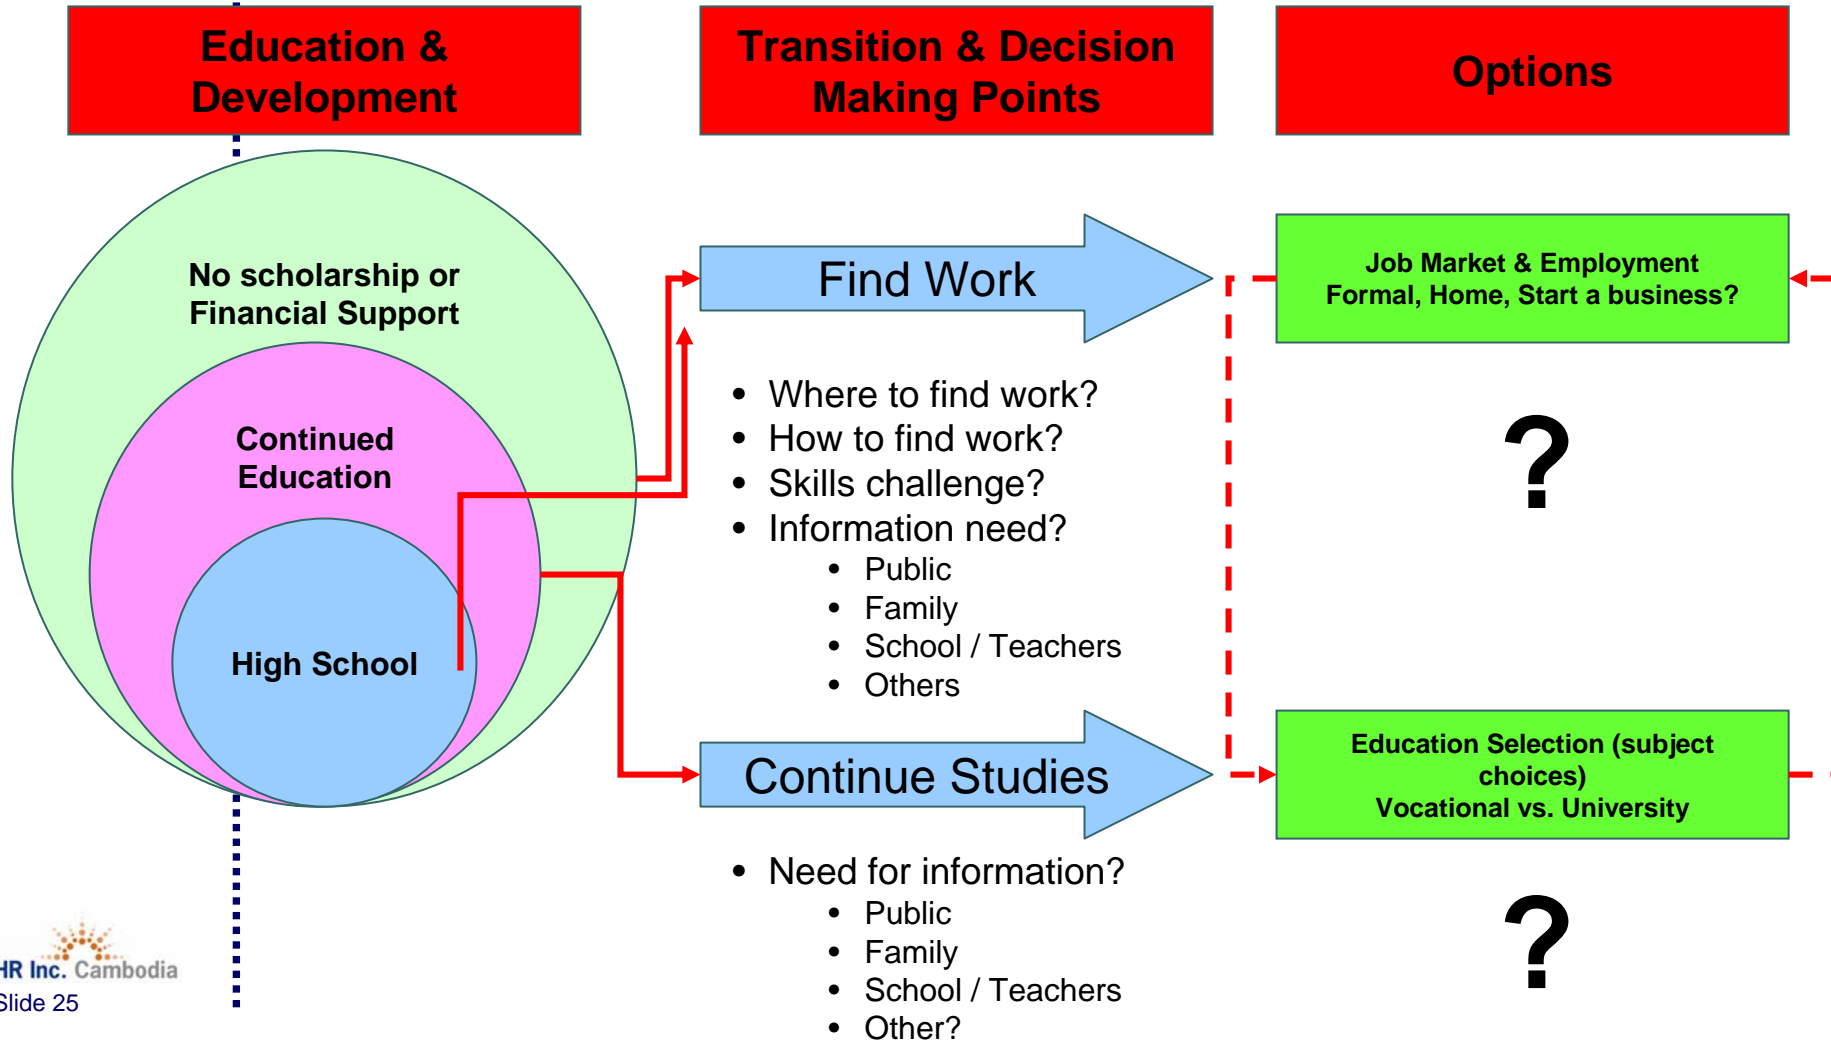 Education &
Development
Transition & Decision
Making Points
Options
No scholarship or
Financial Support
Continued
Education
High School
Find Work
• Where to find work?
• How to find work?
• Skills challenge?
• Information need?
• Public
• Family
• School / Teachers
• Others
Continue Studies
• Need for information?
• Public
• Family
• School / Teachers
• Other?
Job Market & Employment
Formal, Home, Start a business?
?
Education Selection (subject
choices)
Vocational vs. University
?
HR Inc. Cambodia
Slide 25